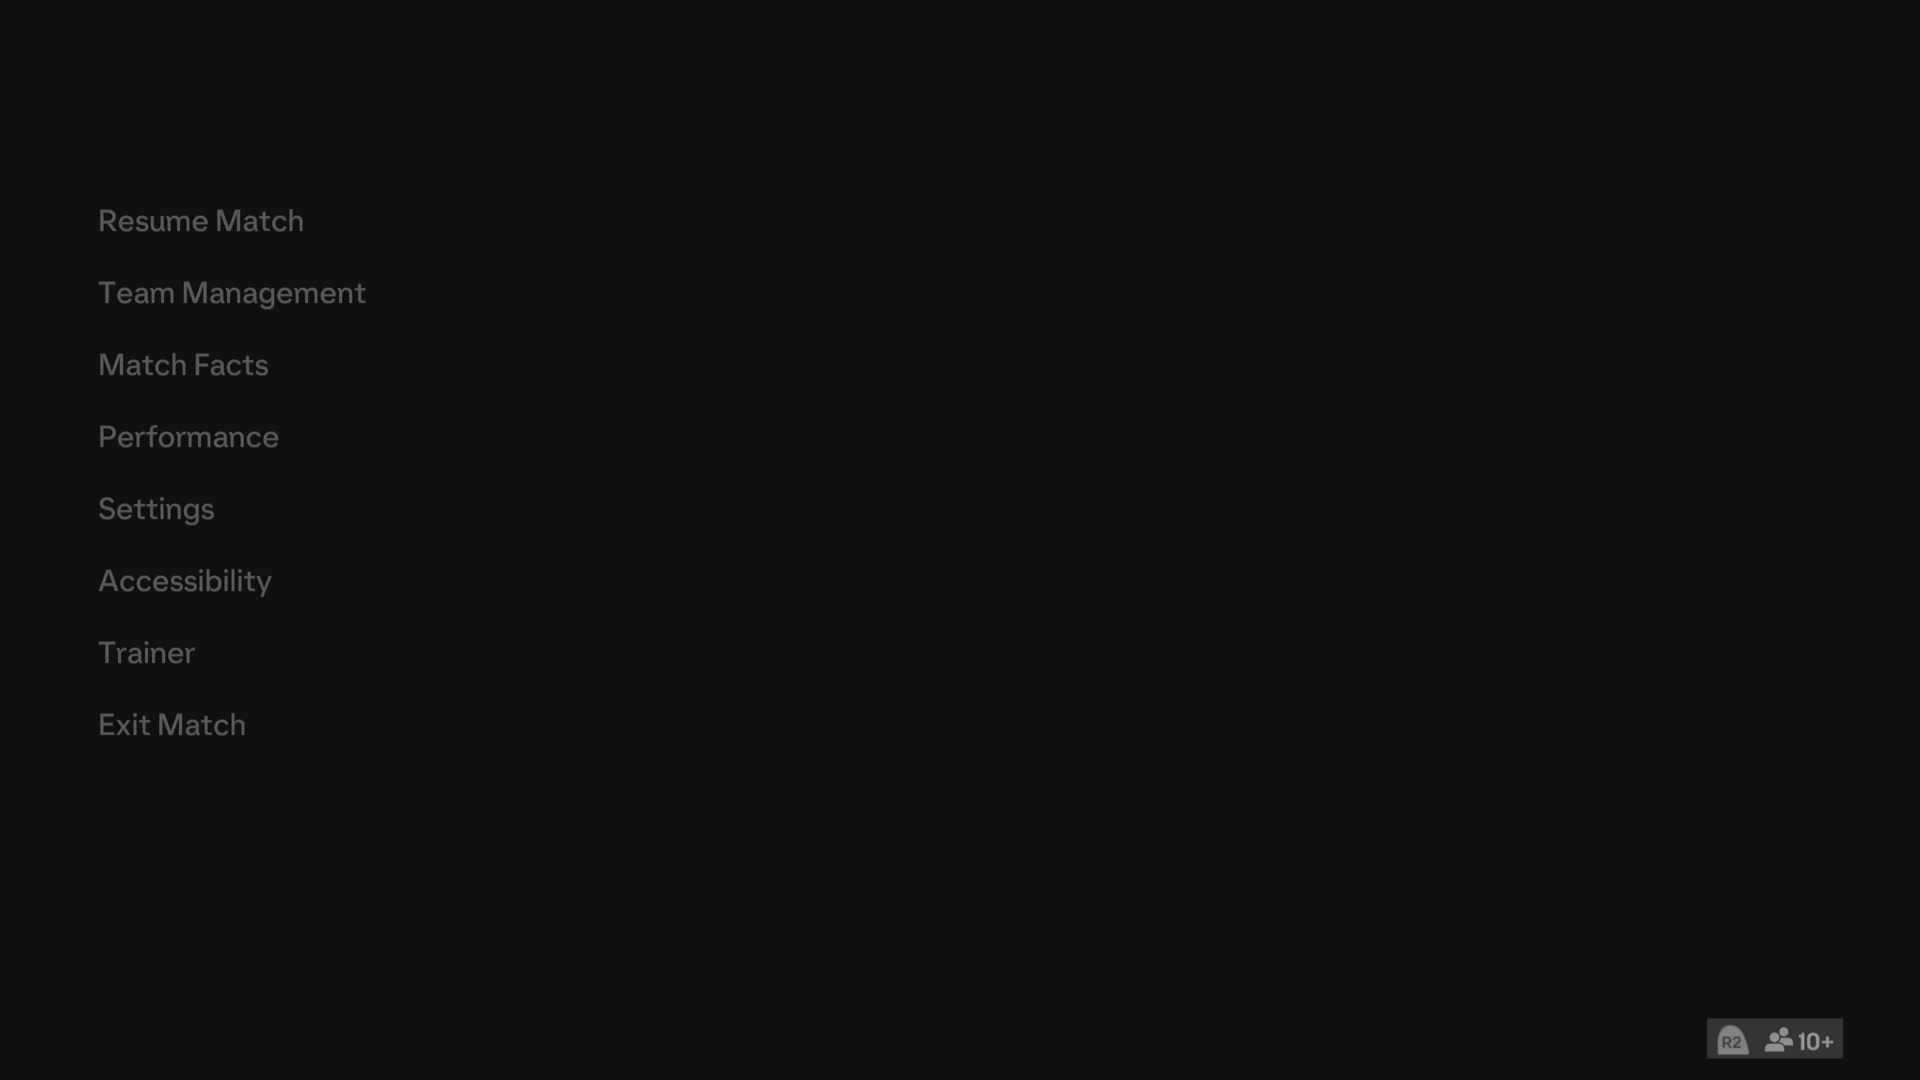 Resume Match
Team Management
Match Facts
Performance
Settings
Accessibility
Trainer
Exit Match
R2 10+